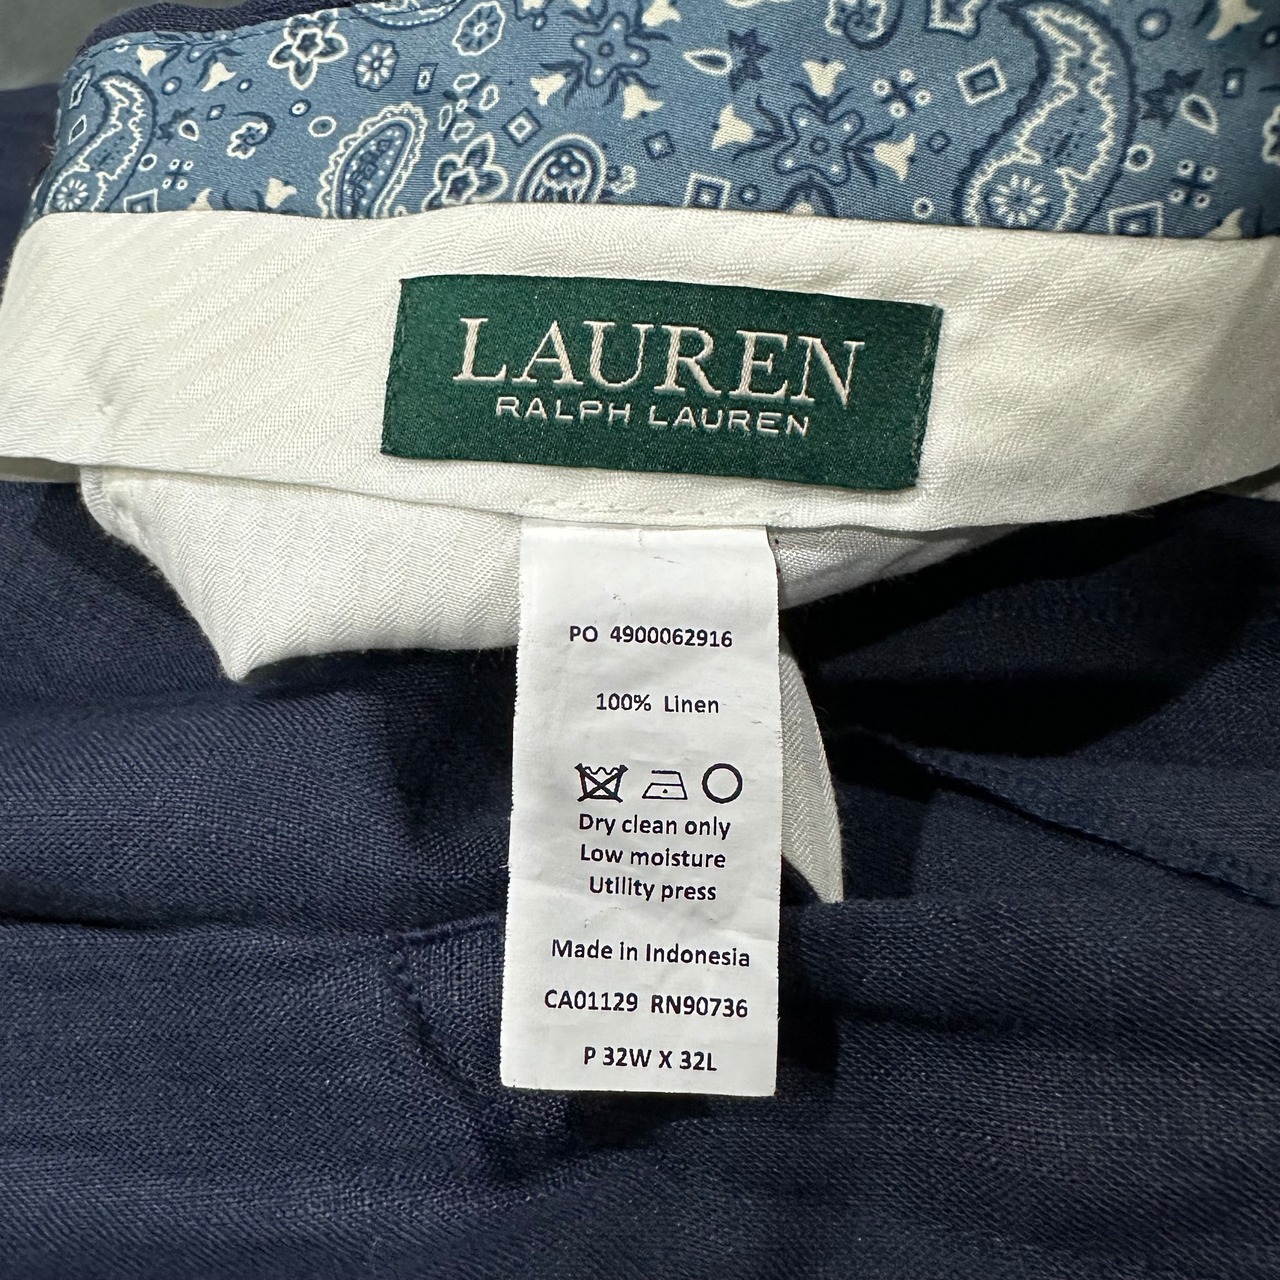 LAUREN
RALPH LAUREN
PO 4900062916
100% Linen
Dry clean only
Low moisture
Utility press
Made in Indonesia
CA01129 RN90736
P 32W X 32L